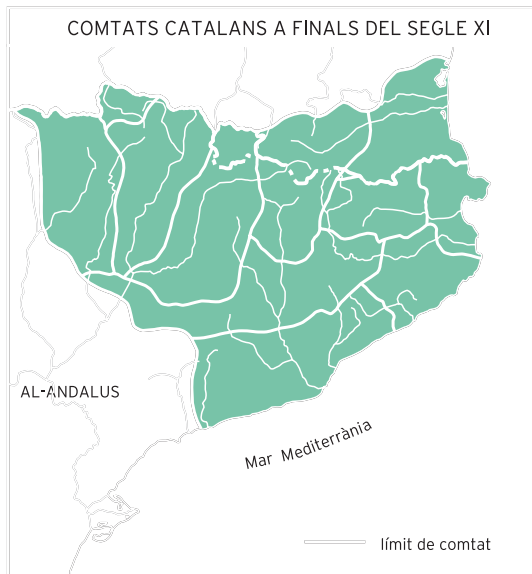 COMTATS CATALANS A FINALS DEL SEGLE XI
AL-ANDALUS
Mar Mediterrània
límit de comtat